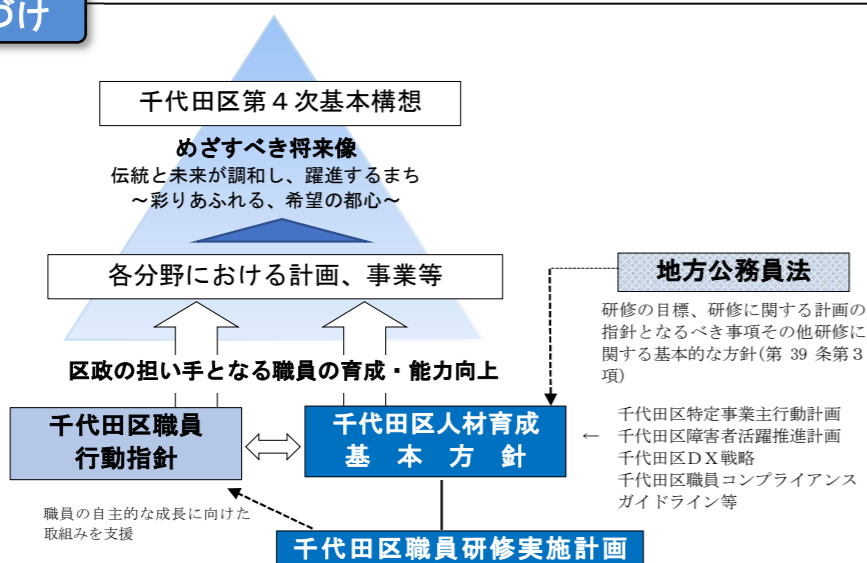 づけ
千代田区第４次基本構想
めざすべき将来像
伝統と未来が調和し、躍進するまち
～彩りあふれる、希望の都心～
各分野における計画、事業等
地方公務員法
研修の目標、研修に関する計画の
指針となるべき事項その他研修に
関する基本的な方針(第 39 条第３
項)
区政の担い手となる職員の育成・能力向上
千代田区職員
行動指針
千代田区人材育成
基本方針
← 千代田区特定事業主行動計画
千代田区障害者活躍推進計画
千代田区ＤＸ戦略
千代田区職員コンプライアンス
ガイドライン等
職員の自主的な成長に向けた
取組みを支援
千代田区職員研修実施計画